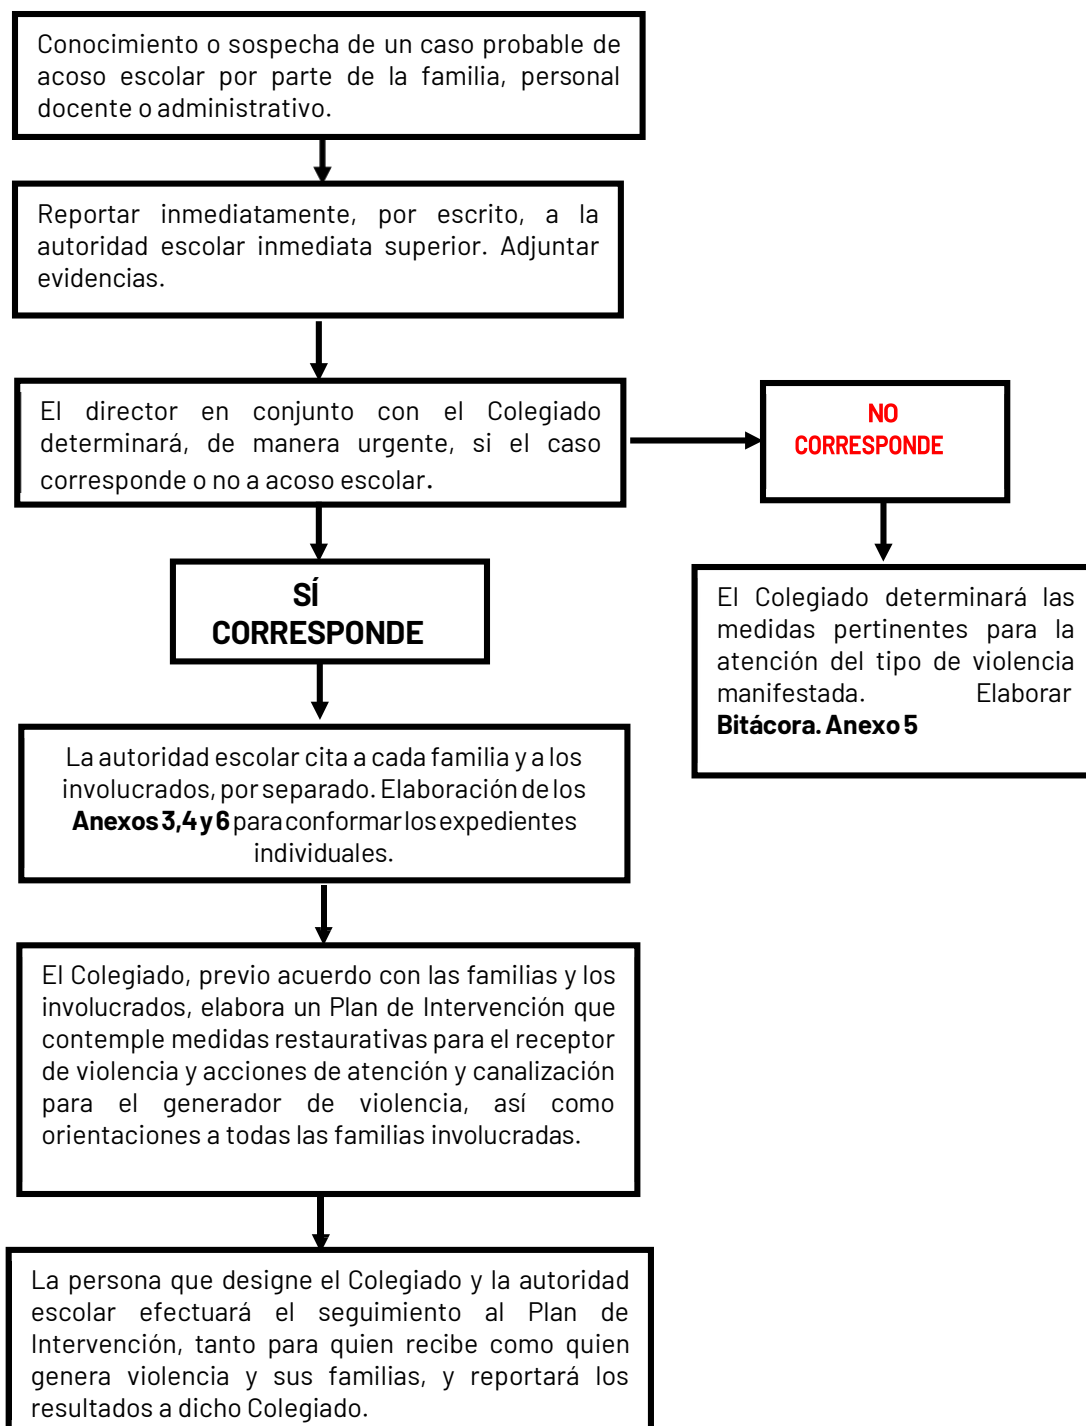 Conocimiento o sospecha de un caso probable de
acoso escolar por parte de la familia, personal
docente o administrativo.
Reportar inmediatamente, por escrito, a la
autoridad escolar inmediata superior. Adjuntar
evidencias.
El director en conjunto con el Colegiado
determinará, de manera urgente, si el caso
corresponde o no a acoso escolar.
NO
CORRESPONDE
SÍ
CORRESPONDE
El Colegiado determinará las
medidas pertinentes para la
atención del tipo de violencia
manifestada. Elaborar
Bitácora. Anexo 5
La autoridad escolar cita a cada familia y a los
involucrados, por separado. Elaboración de los
Anexos 3,4 y 6 para conformar los expedientes
individuales.
El Colegiado, previo acuerdo con las familias y los
involucrados, elabora un Plan de Intervención que
contemple medidas restaurativas para el receptor
de violencia y acciones de atención y canalización
para el generador de violencia, así como
orientaciones a todas las familias involucradas.
La persona que designe el Colegiado y la autoridad
escolar efectuará el seguimiento al Plan de
Intervención, tanto para quien recibe como quien
genera violencia y sus familias, y reportará los
resultados a dicho Colegiado.